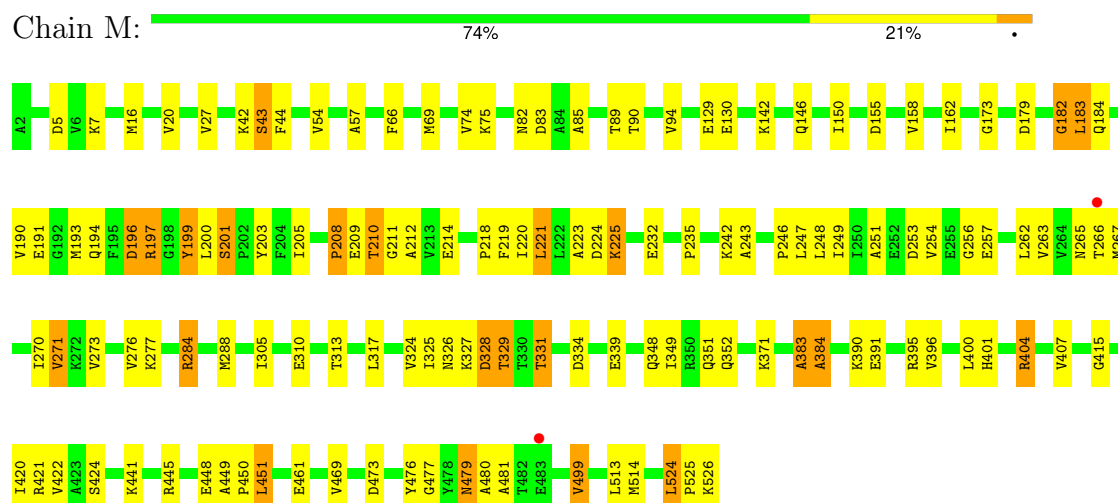 Chain M:
74% 21% •
A2 D5 V6 K7 M16 V20 V27 K42 S43 F44 V54 A57 F66 M69 V74 K75 N82 D83 A84 A85 T89 T90 V94 E129 E130 K142 Q146 I150 D155 V158 I162 G173 D179 G182 L183 Q184
V190 E191 G192 M193 Q194 F195 D196 R197 G198 Y199 L200 S201 P202 Y203 F204 I205 P208 E209 T210 G211 A212 V213 E214 P218 F219 I220 L221 L222 A223 D224 K225 E232 P235 K242 A243 P246 L247 L248 I249 I250 A251 E252 D253 V254 E255 G256 E257 L262 V263 V264 N265 T266 M267
I270 V271 K272 V273 V276 K277 R284 M288 I305 E310 T313 L317 V324 I325 N326 K327 D328 T329 T330 T331 D334 E339 Q348 I349 R350 Q351 Q352 K371 A383 A384 K390 E391 R395 V396 L400 H401 R404 V407 G415
I420 R421 V422 A423 S424 K441 R445 E448 A449 P450 L451 E461 V469 D473 Y476 G477 Y478 N479 A480 A481 T482 E483 V499 L513 M514 L524 P525 K526